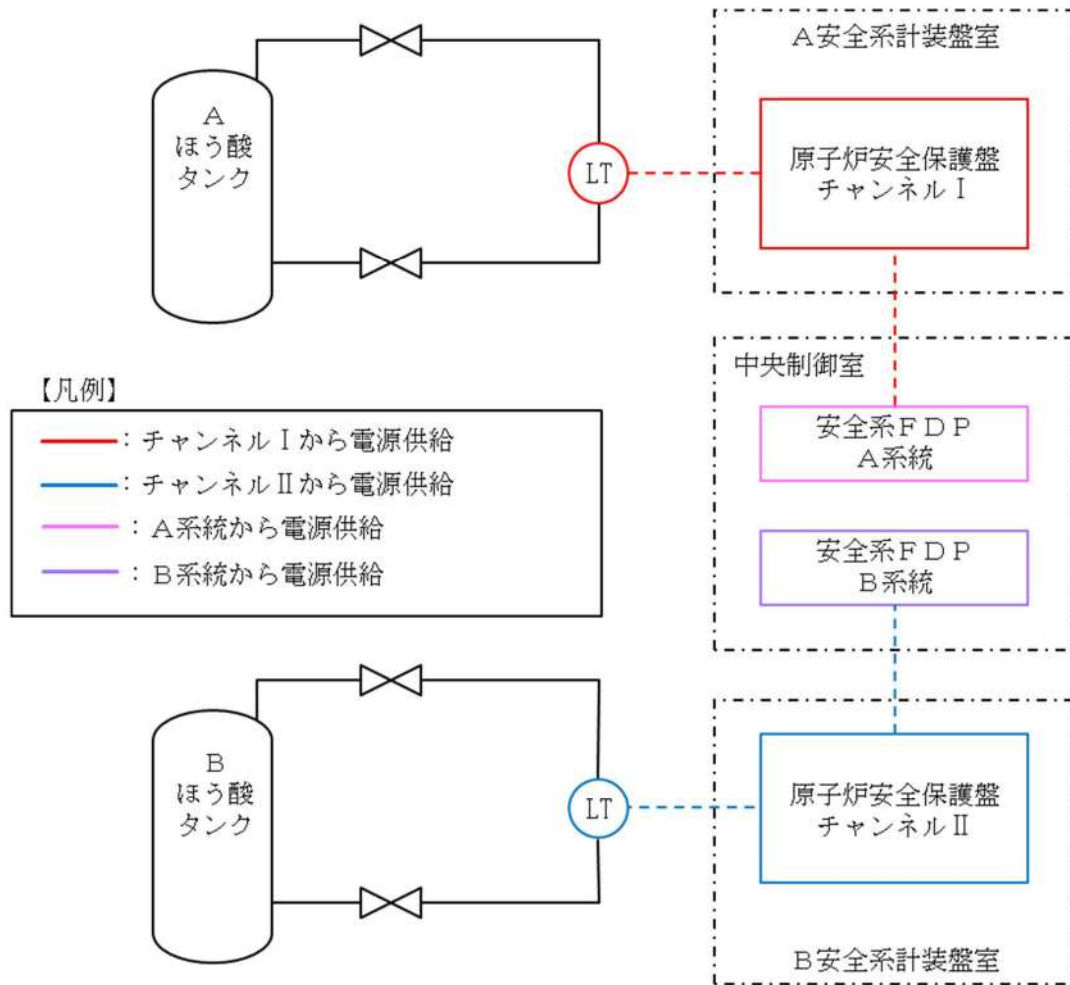 A安全系計装盤室
A
ほう酸
タンク
LT
原子炉安全保護盤
チャンネルⅠ
中央制御室
安全系FDP
A系統
安全系FDP
B系統
【凡例】
：チャンネルⅠから電源供給
：チャンネルⅡから電源供給
：A系統から電源供給
：B系統から電源供給
B
ほう酸
タンク
LT
原子炉安全保護盤
チャンネルⅡ
B安全系計装盤室